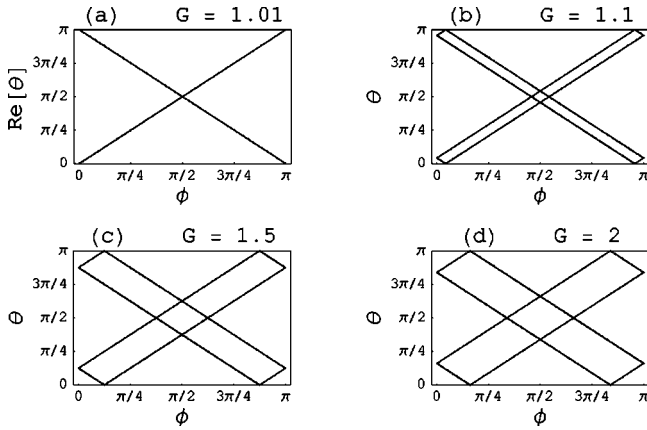 (a) G = 1.01
Re[θ]
π
3π/4
π/2
π/4
0
0 π/4 π/2 3π/4 π
ϕ
(b) G = 1.1
θ
π
3π/4
π/2
π/4
0
0 π/4 π/2 3π/4 π
ϕ
(c) G = 1.5
θ
π
3π/4
π/2
π/4
0
0 π/4 π/2 3π/4 π
ϕ
(d) G = 2
θ
π
3π/4
π/2
π/4
0
0 π/4 π/2 3π/4 π
ϕ